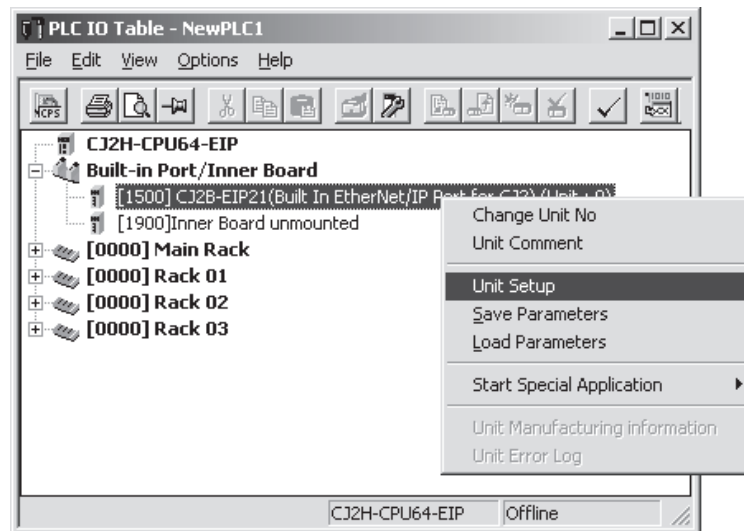 PLC IO Table - NewPLC1
File Edit View Options Help
NCPS
1010
CJ2H-CPU64-EIP
Built-in Port/Inner Board
[1500] CJ2B-EIP21(Built In EtherNet/IP Port for CJ2) (Unit : 0)
[1900]Inner Board unmounted
[0000] Main Rack
[0000] Rack 01
[0000] Rack 02
[0000] Rack 03
Change Unit No
Unit Comment
Unit Setup
Save Parameters
Load Parameters
Start Special Application
Unit Manufacturing information
Unit Error Log
CJ2H-CPU64-EIP Offline